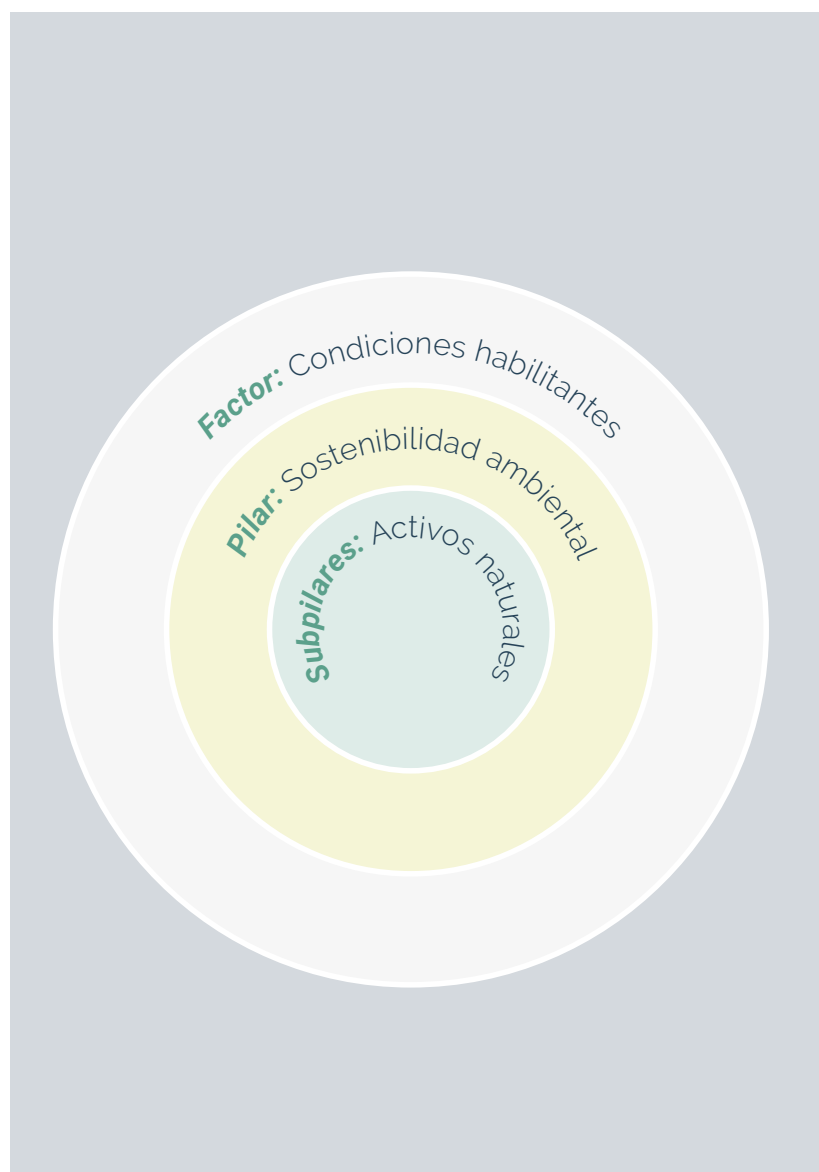 Factor: Condiciones habilitantes
Pilar: Sostenibilidad ambiental
Subpilares: Activos naturales